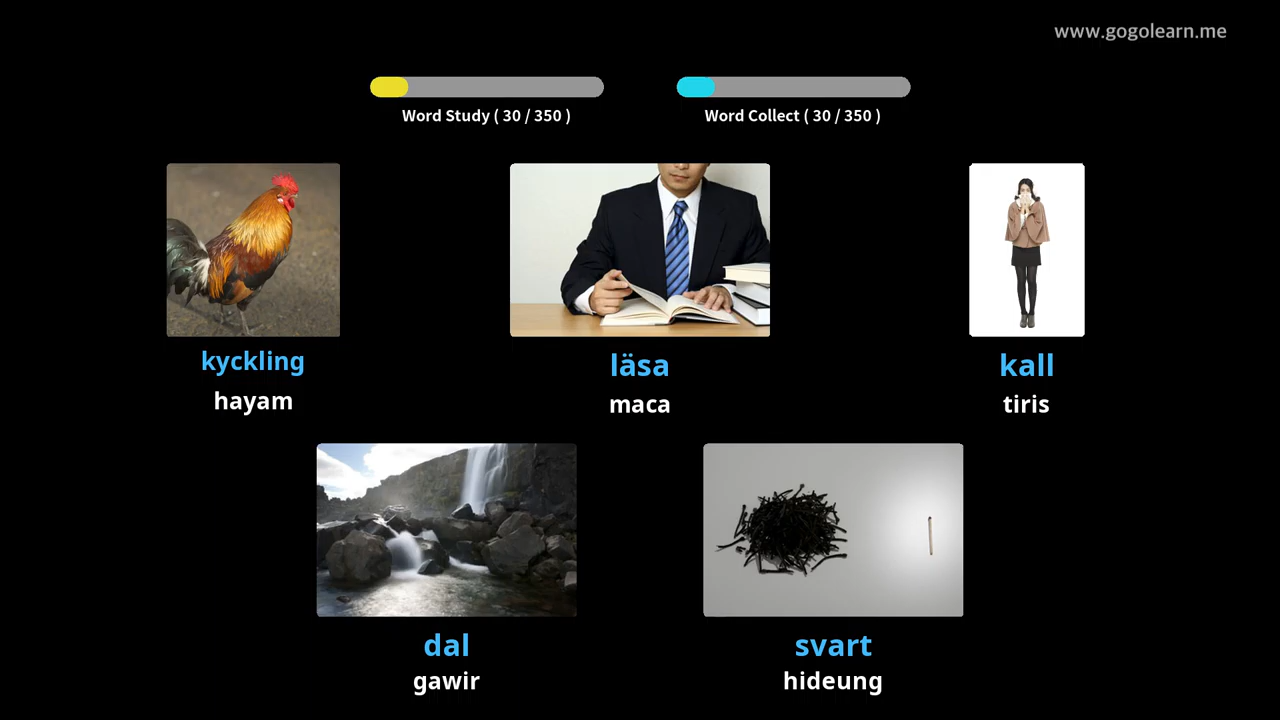 www.gogolearn.me
Word Study ( 30 / 350 )
Word Collect ( 30 / 350 )
kyckling
hayam
läsa
maca
kall
tiris
dal
gawir
svart
hideung